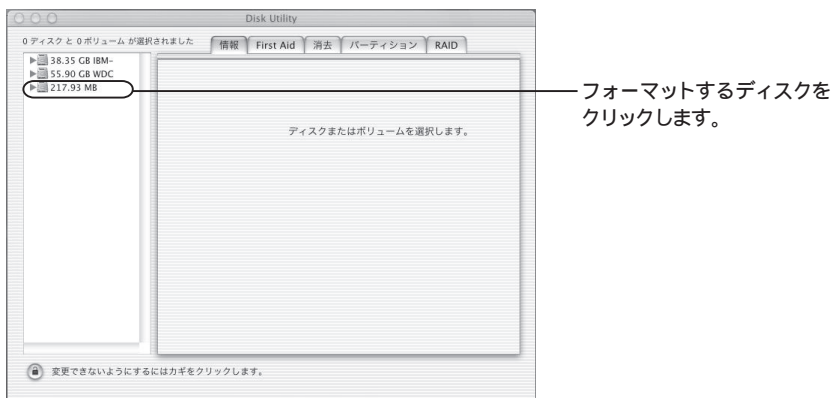 Disk Utility
0 ディスク と 0 ボリューム が選択されました
情報 First Aid 消去 パーティション RAID
38.35 GB IBM-
55.90 GB WDC
217.93 MB
ディスクまたはボリュームを選択します。
変更できないようにするにはカギをクリックします。
フォーマットするディスクを
クリックします。